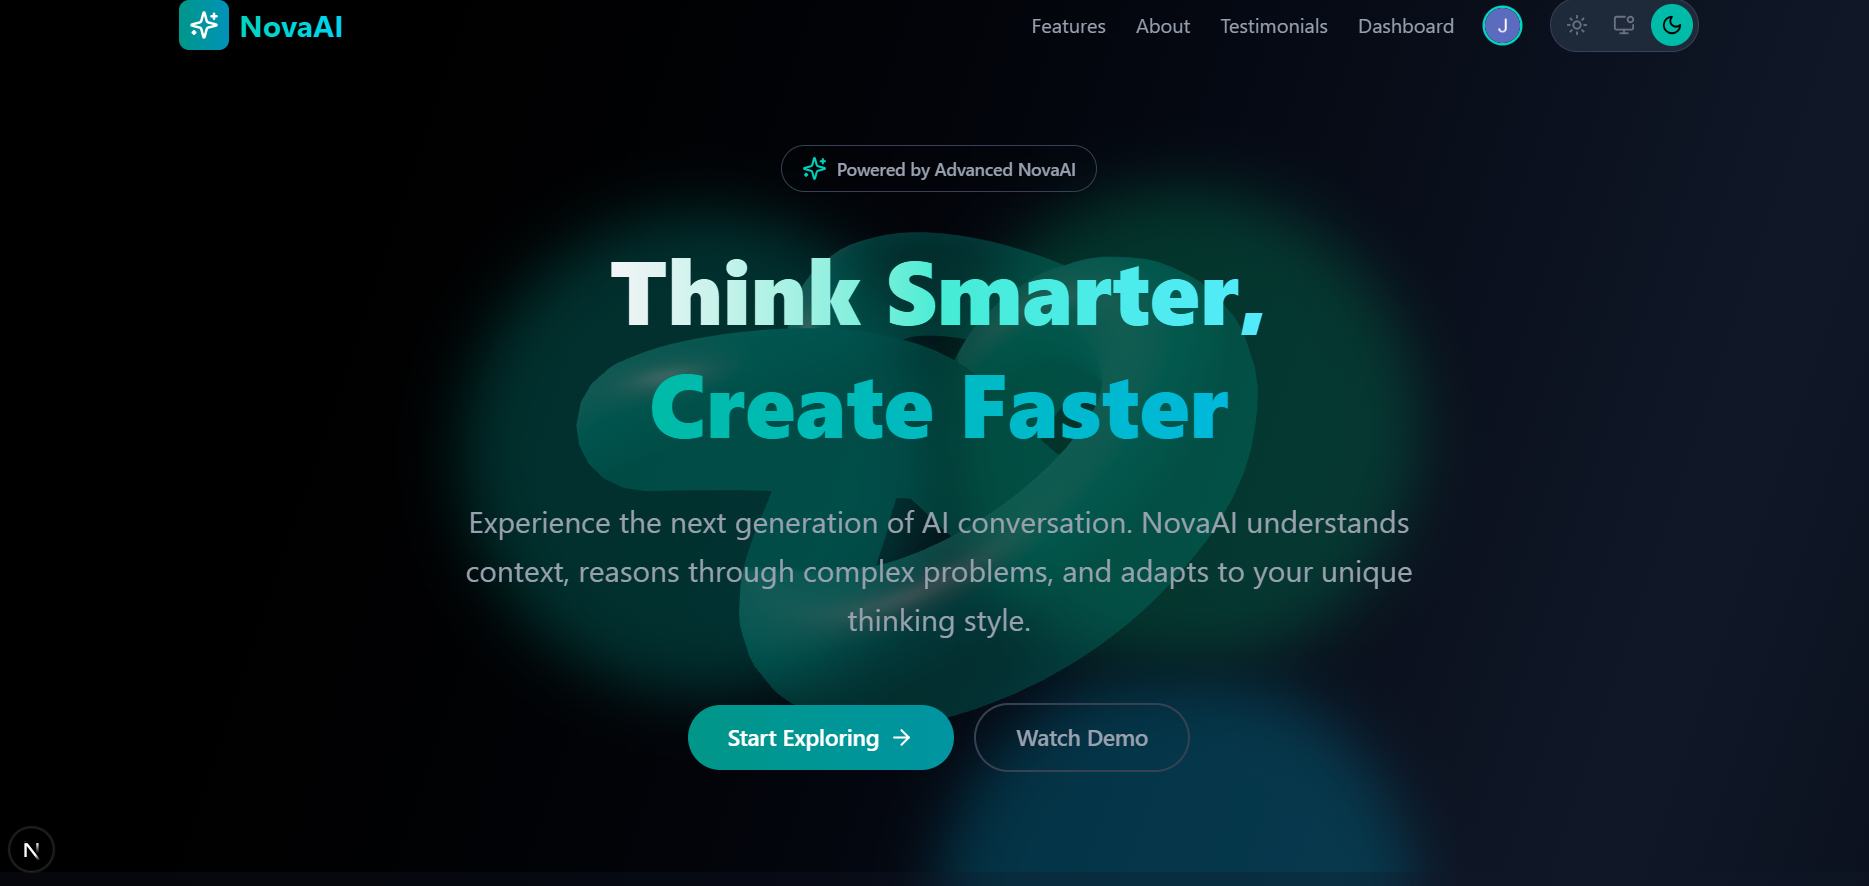 NovaAI
Features About Testimonials Dashboard J
Powered by Advanced NovaAI
Think Smarter,
Create Faster
Experience the next generation of AI conversation. NovaAI understands
context, reasons through complex problems, and adapts to your unique
thinking style.
Start Exploring
Watch Demo
N